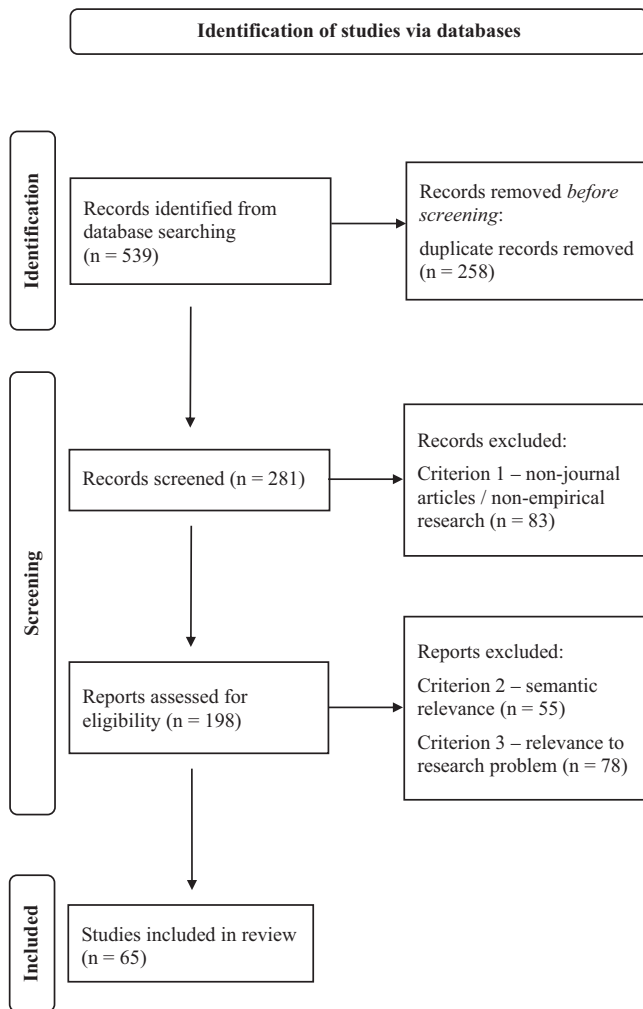 Identification of studies via databases
Identification
Records identified from
database searching
(n = 539)
Records removed before
screening:
duplicate records removed
(n = 258)
Screening
Records screened (n = 281)
Records excluded:
Criterion 1 – non-journal
articles / non-empirical
research (n = 83)
Reports assessed for
eligibility (n = 198)
Reports excluded:
Criterion 2 – semantic
relevance (n = 55)
Criterion 3 – relevance to
research problem (n = 78)
Included
Studies included in review
(n = 65)